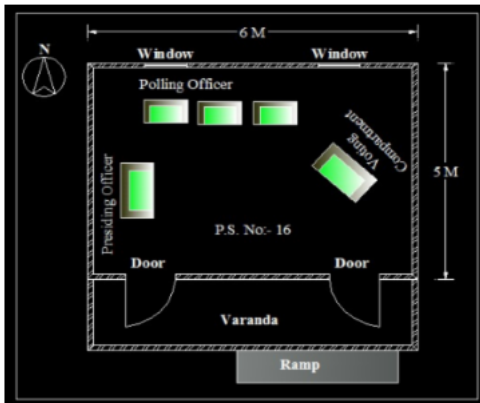 6 M
N
Window
Window
Polling Officer
Voting
Compartment
5 M
Presiding Officer
P.S. No:- 16
Door
Door
Varanda
Ramp